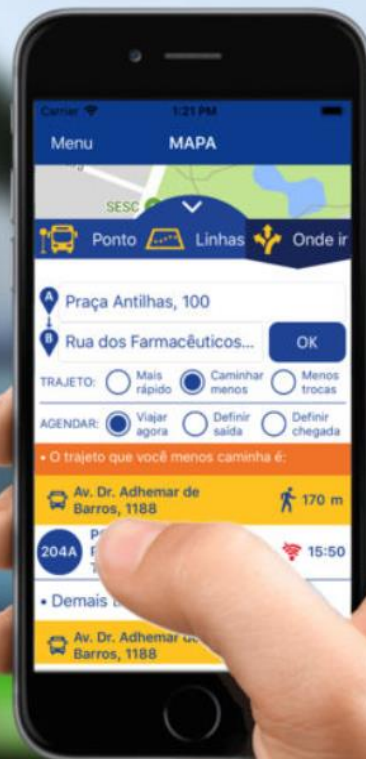 Carrier 1:21 PM
Menu MAPA
SESC
Ponto Linhas Onde ir
A Praça Antilhas, 100
B Rua dos Farmacêuticos... OK
TRAJETO: Mais rápido Caminhar menos Menos trocas
AGENDAR: Viajar agora Definir saída Definir chegada
• O trajeto que você menos caminha é:
Av. Dr. Adhemar de
Barros, 1188 170 m
204A 15:50
• Demais
Av. Dr. Adhemar de
Barros, 1188